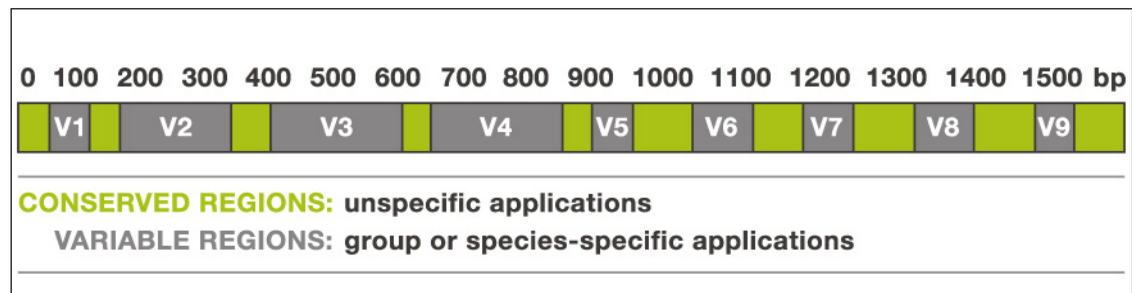 0 100 200 300 400 500 600 700 800 900 1000 1100 1200 1300 1400 1500 bp
V1 V2 V3 V4 V5 V6 V7 V8 V9
CONSERVED REGIONS: unspecific applications
VARIABLE REGIONS: group or species-specific applications